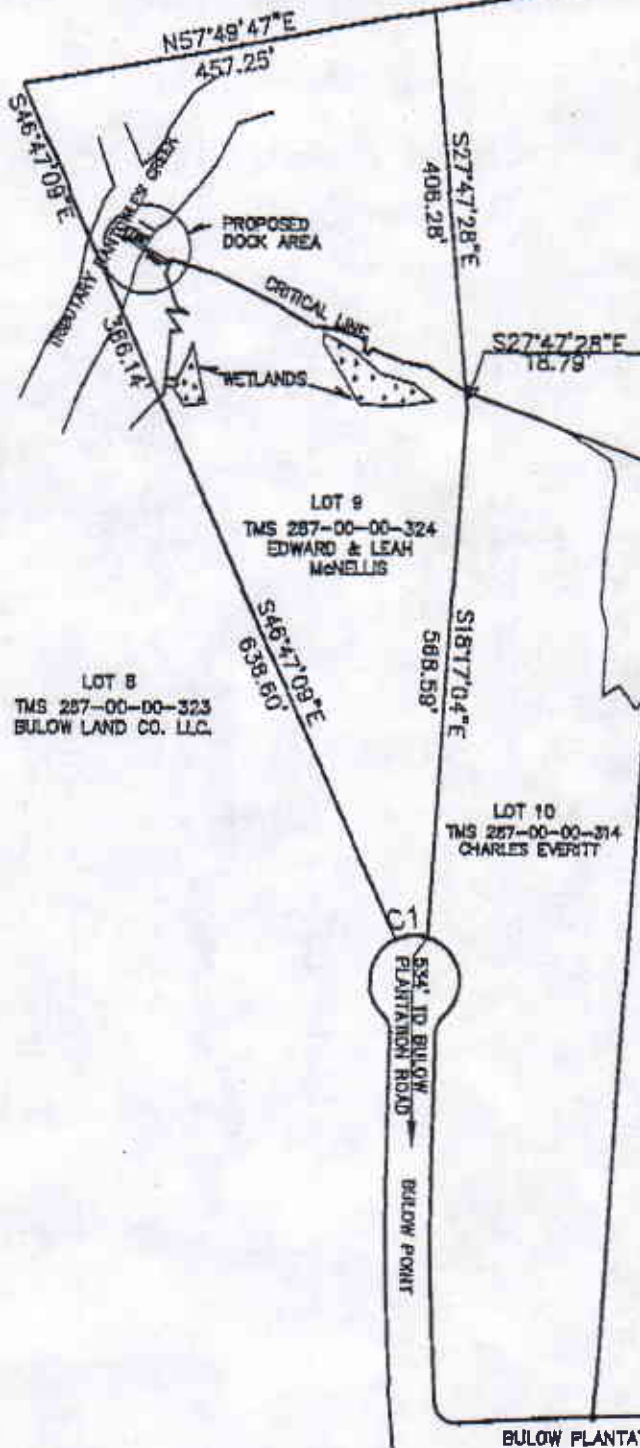 N57°49'47"E
457.25'
S46°47'09"E
S27°47'28"E
406.28'
TRIBUTARY RANTOWLES CREEK
PROPOSED
DOCK AREA
CRITICAL LINE
366.14'
S27°47'28"E
18.79'
WETLANDS
LOT 9
TMS 287-00-00-324
EDWARD & LEAH
McNELLIS
S46°47'09"E
638.60'
S18°17'04"E
568.59'
LOT 8
TMS 287-00-00-323
BULOW LAND CO. LLC.
LOT 10
TMS 287-00-00-314
CHARLES EVERITT
C1
534' TO BULOW
PLANTATION ROAD
BULOW POINT
BULOW PLANTA